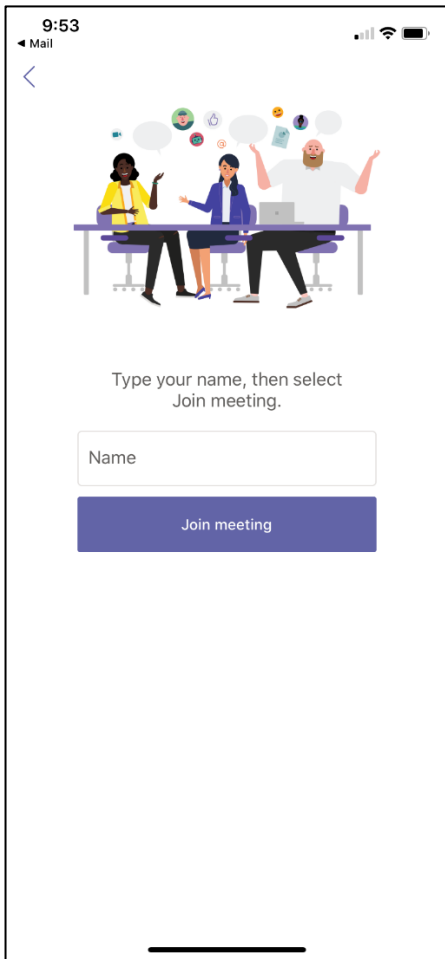 9:53
◀ Mail
Type your name, then select
Join meeting.
Name
Join meeting